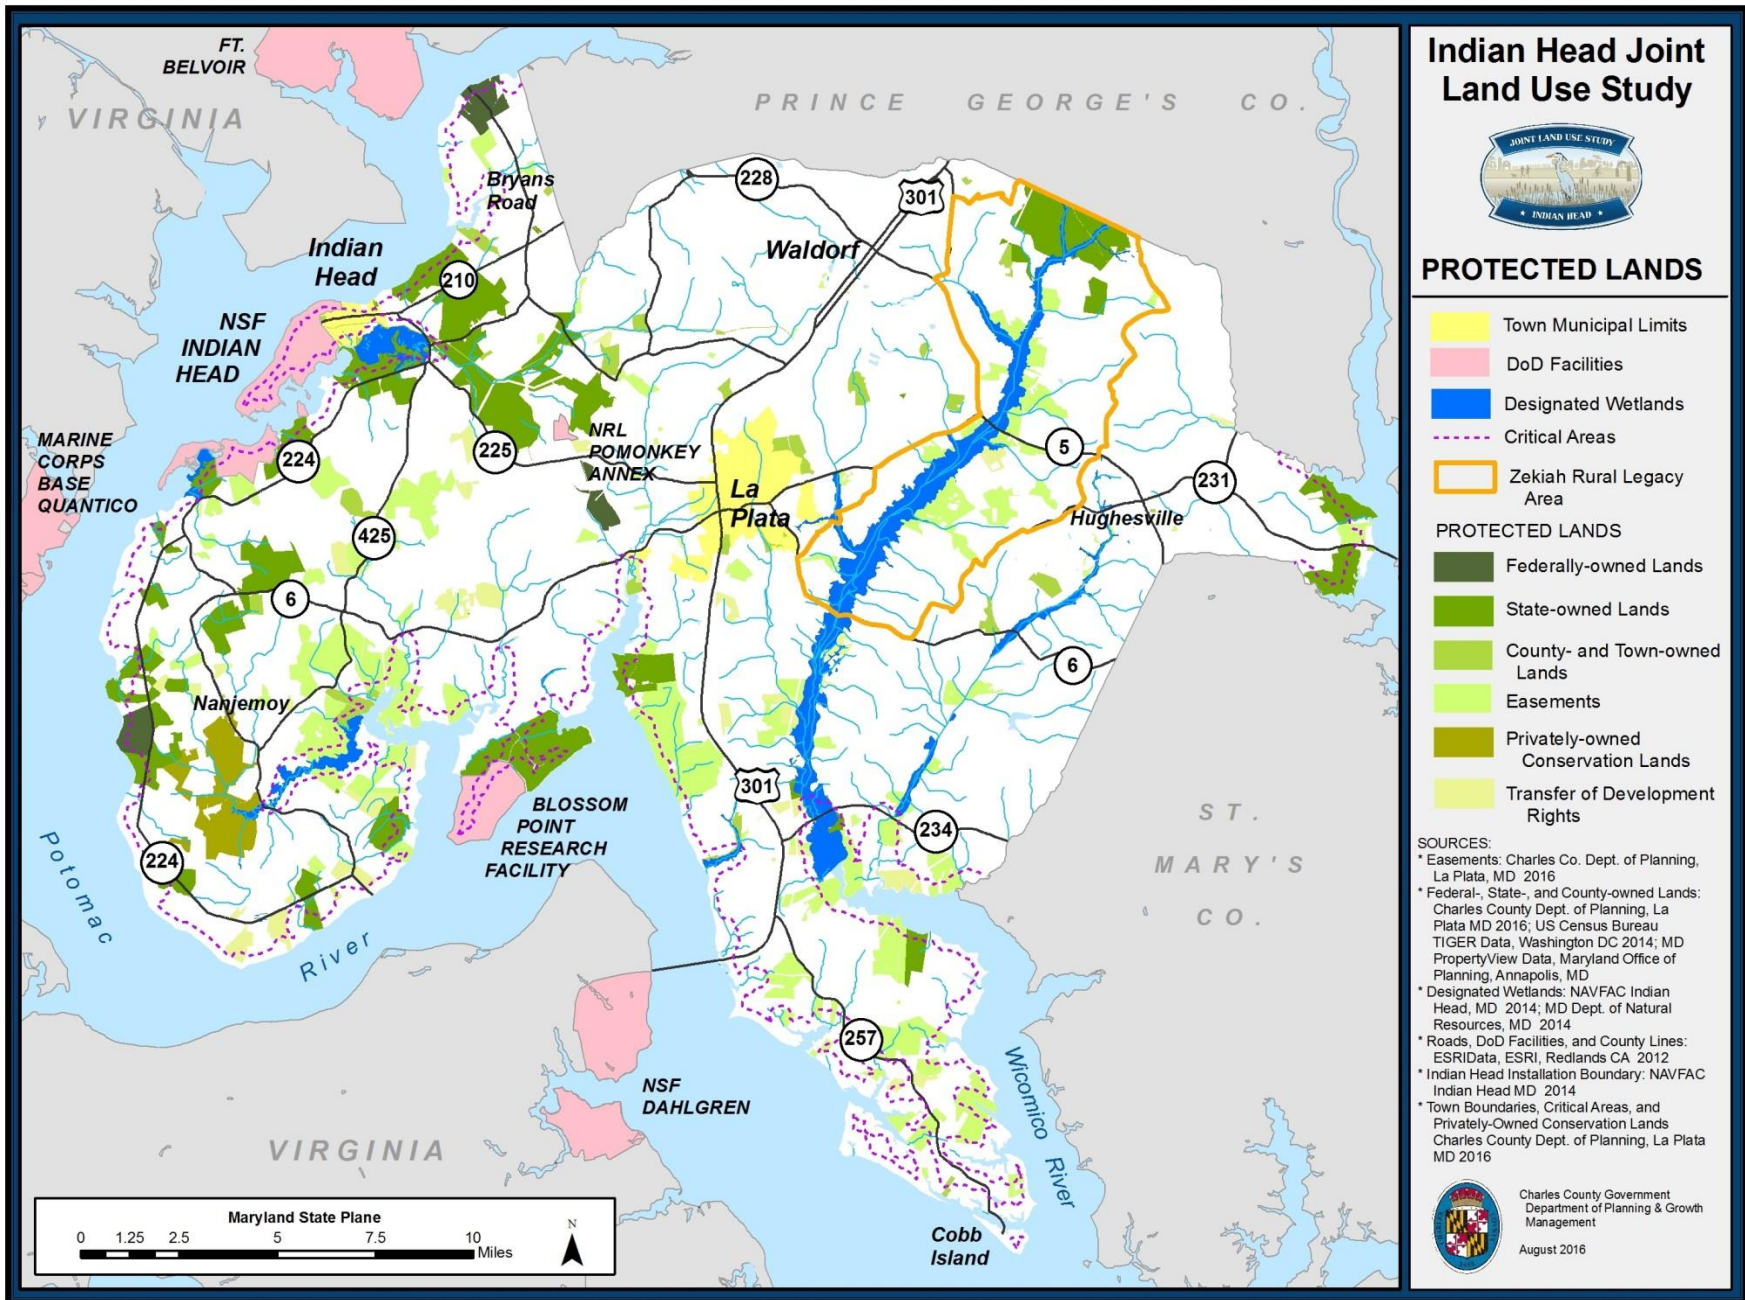 FT.
BELVOIR
VIRGINIA
PRINCE GEORGE'S CO.
Bryans
Road
228
301
Waldorf
Indian
Head
210
NSF
INDIAN
HEAD
MARINE
CORPS
BASE
QUANTICO
224
225
NRL
POMONKEY
ANNEX
5
231
La
Plata
Hughesville
425
6
6
Nanjemoy
301
BLOSSOM
POINT
RESEARCH
FACILITY
234
ST.
MARY'S
CO.
224
Potomac
River
257
NSF
DAHLGREN
Wicomico
River
VIRGINIA
Cobb
Island
Maryland State Plane
0 1.25 2.5 5 7.5 10
Miles
N
Indian Head Joint
Land Use Study
JOINT LAND USE STUDY
INDIAN HEAD
PROTECTED LANDS
Town Municipal Limits
DoD Facilities
Designated Wetlands
Critical Areas
Zekiah Rural Legacy
Area
PROTECTED LANDS
Federally-owned Lands
State-owned Lands
County- and Town-owned
Lands
Easements
Privately-owned
Conservation Lands
Transfer of Development
Rights
SOURCES:
* Easements: Charles Co. Dept. of Planning,
La Plata, MD 2016
* Federal-, State-, and County-owned Lands:
Charles County Dept. of Planning, La
Plata MD 2016; US Census Bureau
TIGER Data, Washington DC 2014; MD
PropertyView Data, Maryland Office of
Planning, Annapolis, MD
* Designated Wetlands: NAVFAC Indian
Head, MD 2014; MD Dept. of Natural
Resources, MD 2014
* Roads, DoD Facilities, and County Lines:
ESRIData, ESRI, Redlands CA 2012
* Indian Head Installation Boundary: NAVFAC
Indian Head MD 2014
* Town Boundaries, Critical Areas, and
Privately-Owned Conservation Lands
Charles County Dept. of Planning, La Plata
MD 2016
Charles County Government
Department of Planning & Growth
Management
August 2016